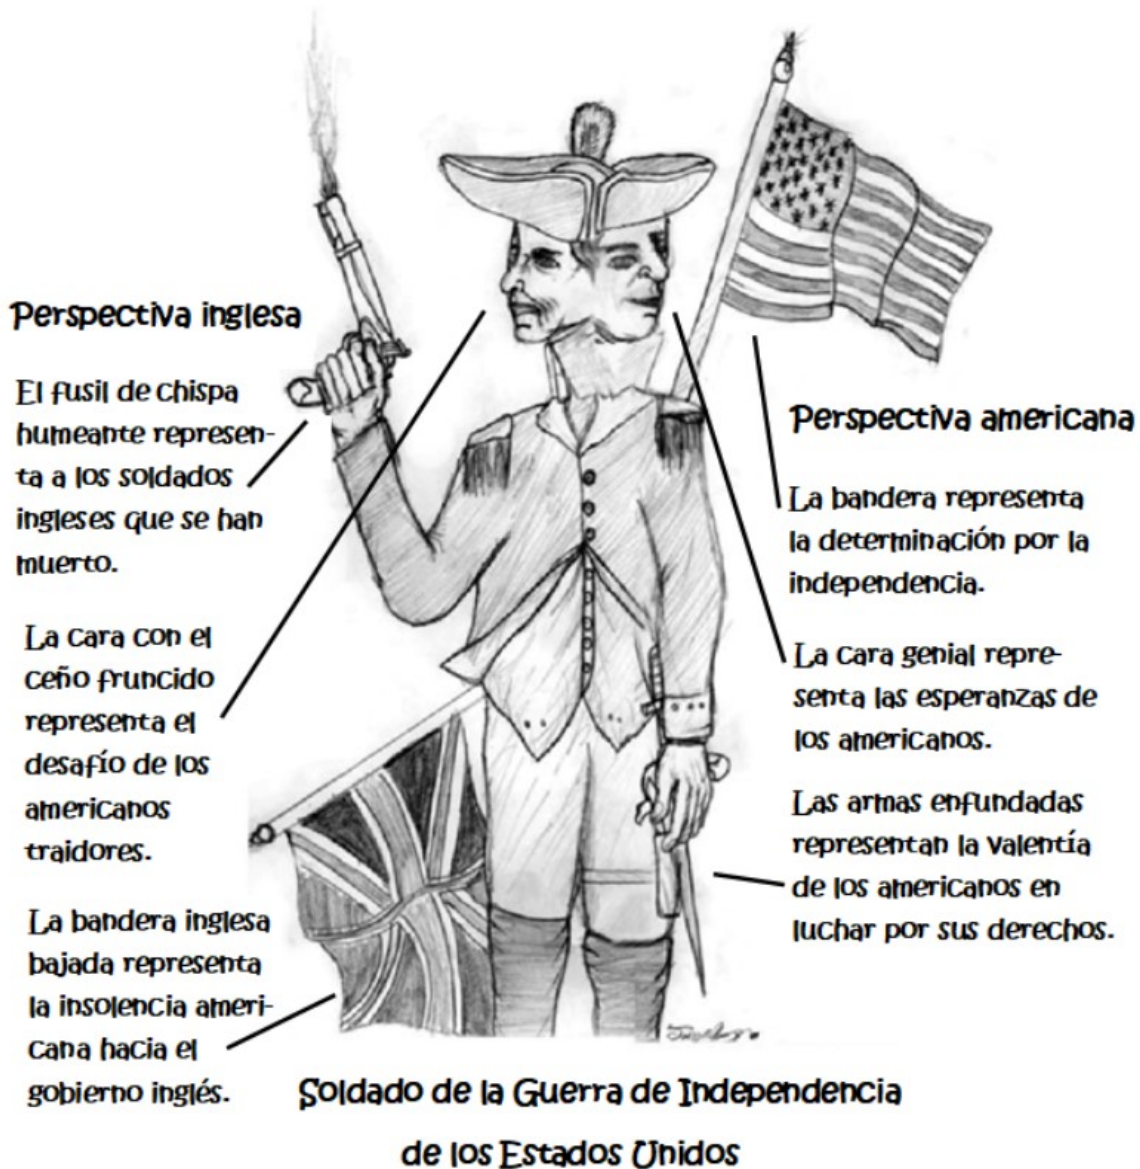 Perspectiva inglesa
El fusil de chispa
humeante represen-
ta a los soldados
ingleses que se han
muerto.
La cara con el
ceño fruncido
representa el
desafío de los
americanos
traidores.
La bandera inglesa
bajada representa
la insolencia ameri-
cana hacia el
gobierno inglés.
Perspectiva americana
La bandera representa
la determinación por la
independencia.
La cara genial repre-
senta las esperanzas de
los americanos.
Las armas enfundadas
representan la valentía
de los americanos en
luchar por sus derechos.
Soldado de la Guerra de Independencia
de los Estados Unidos